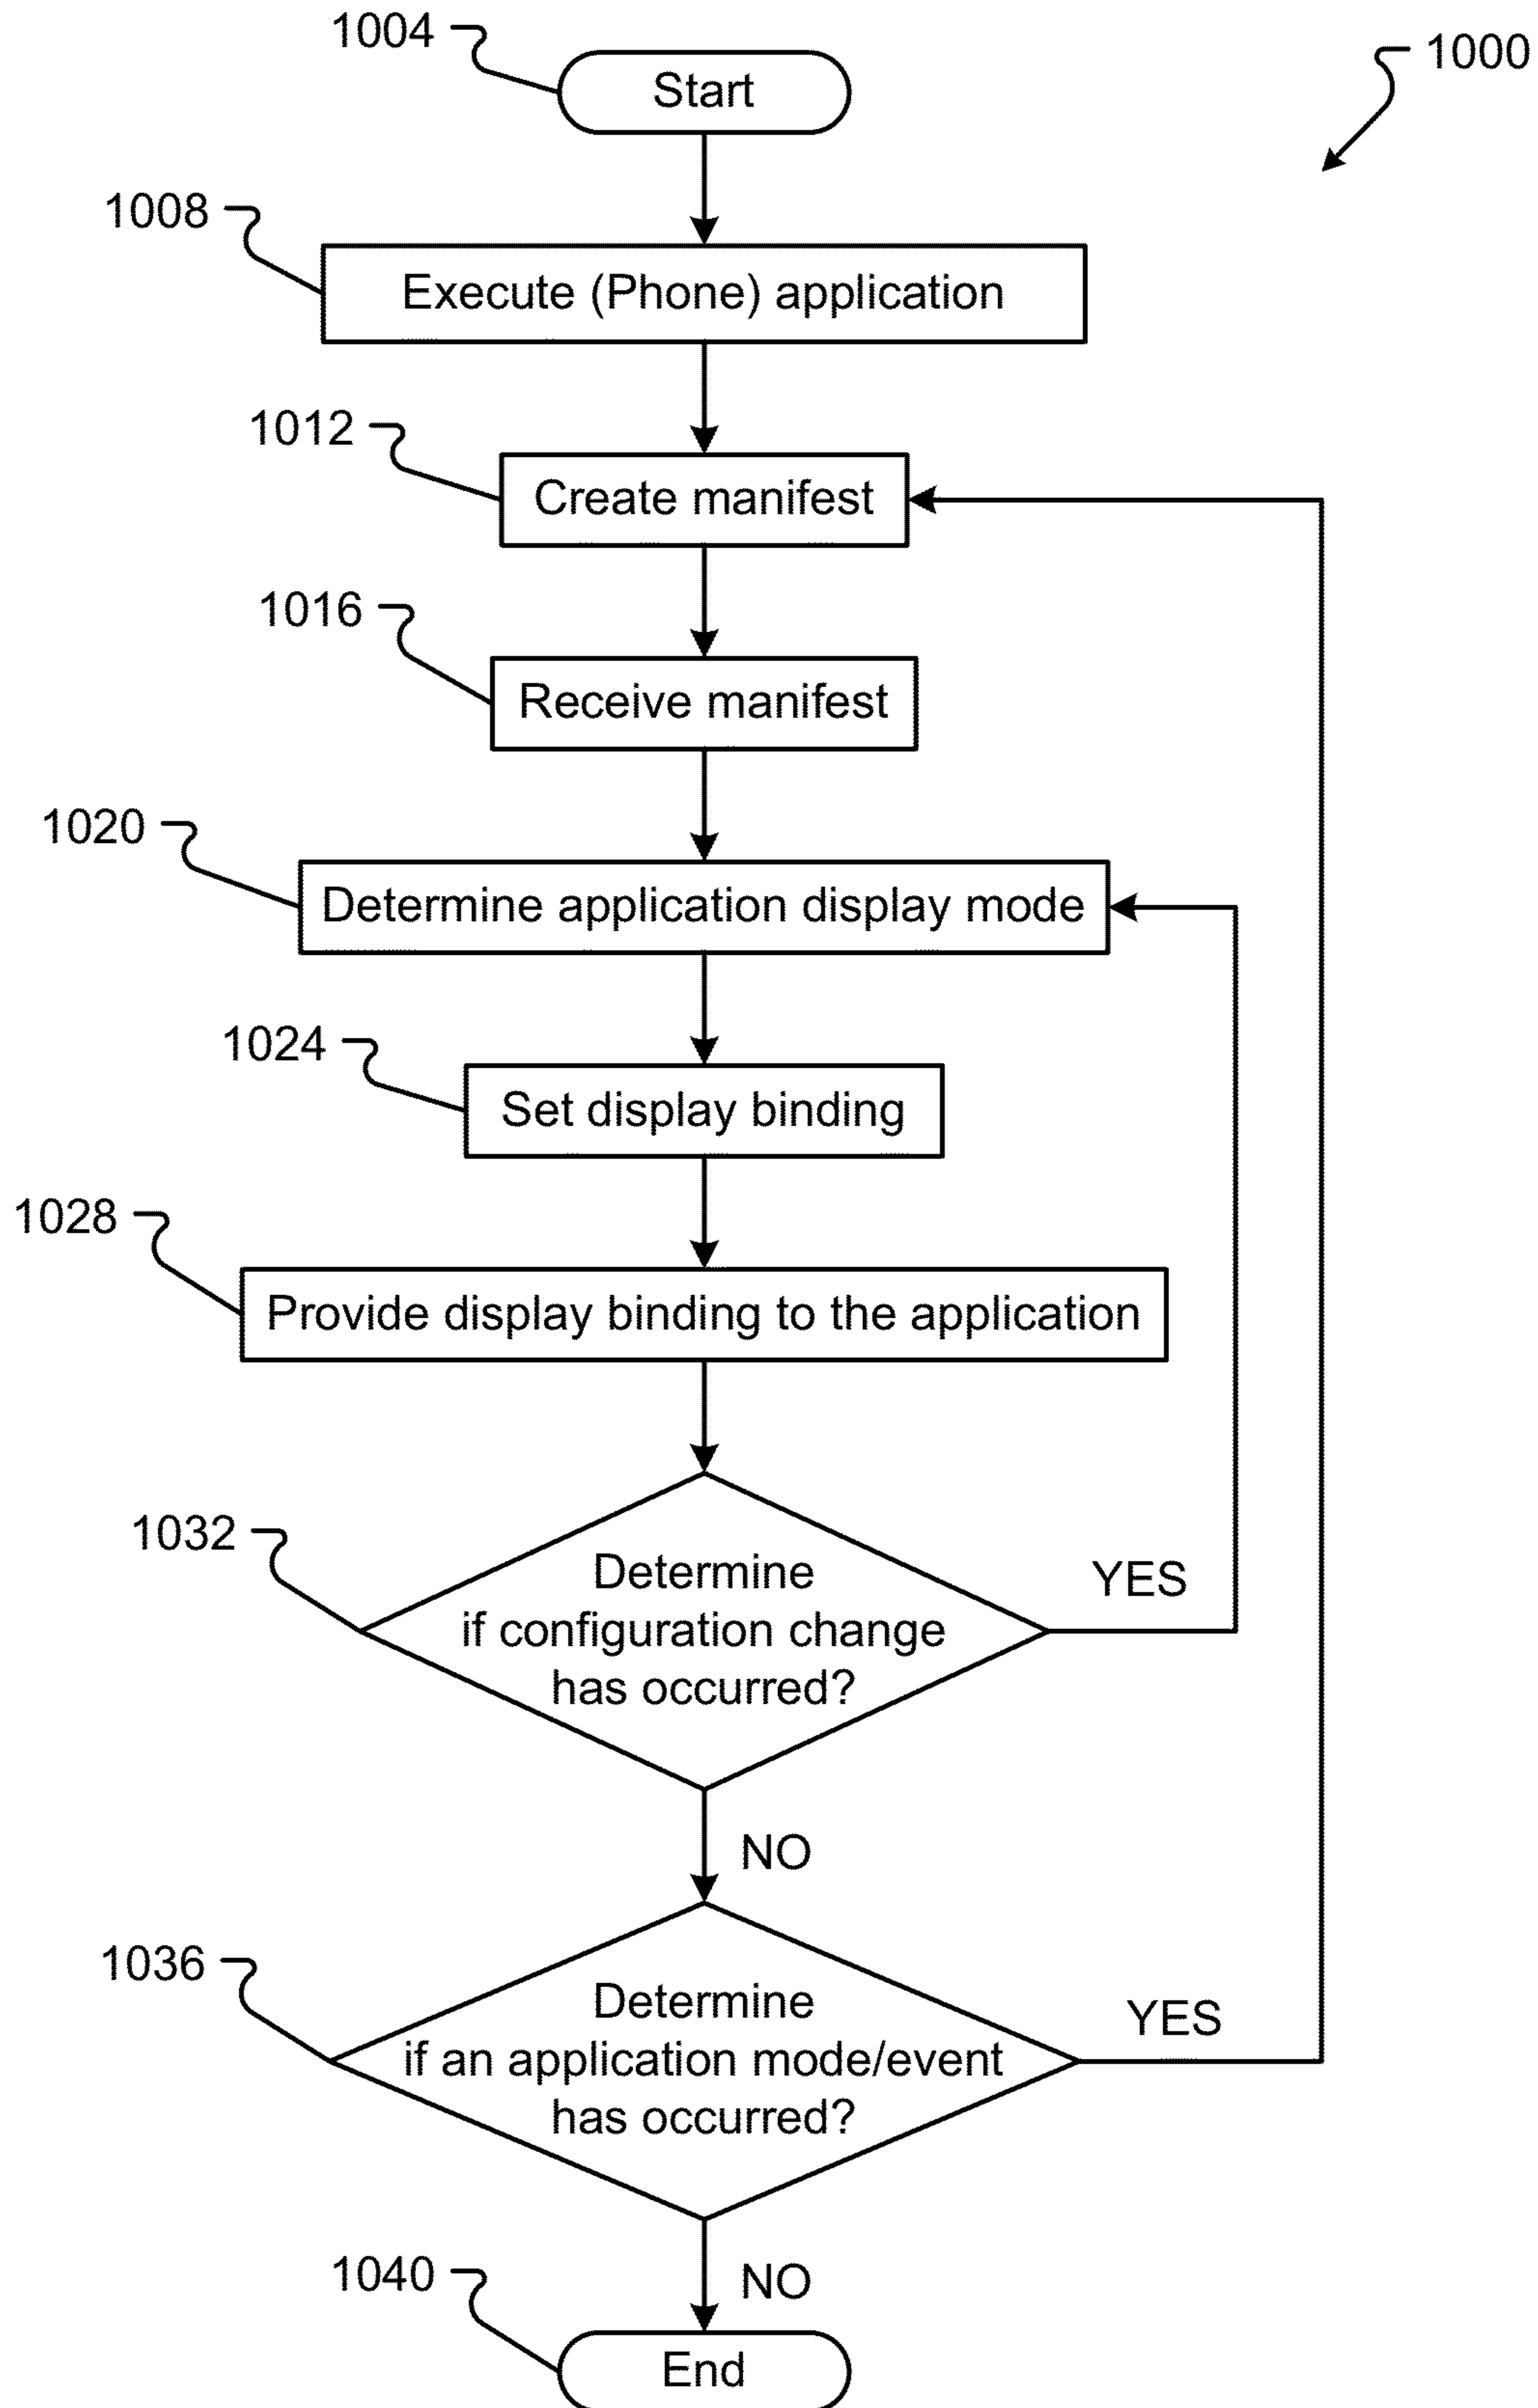 1004
Start
1000
1008
Execute (Phone) application
1012
Create manifest
1016
Receive manifest
1020
Determine application display mode
1024
Set display binding
1028
Provide display binding to the application
1032
Determine
if configuration change
has occurred?
YES
NO
1036
Determine
if an application mode/event
has occurred?
YES
NO
1040
End